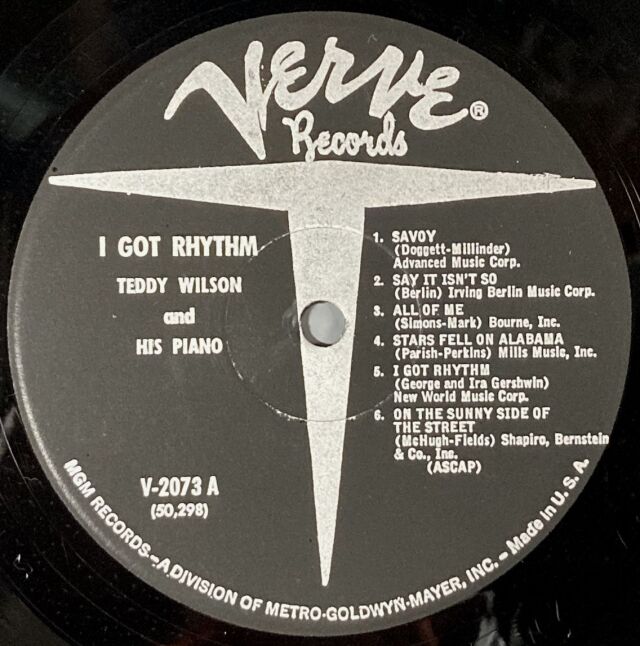 VERVE®
Records
I GOT RHYTHM
TEDDY WILSON
and
HIS PIANO
1. SAVOY
(Doggett-Millinder)
Advanced Music Corp.
2. SAY IT ISN'T SO
(Berlin) Irving Berlin Music Corp.
3. ALL OF ME
(Simons-Mark) Bourne, Inc.
4. STARS FELL ON ALABAMA
(Parish-Perkins) Mills Music, Inc.
5. I GOT RHYTHM
(George and Ira Gershwin)
New World Music Corp.
6. ON THE SUNNY SIDE OF
THE STREET
(McHugh-Fields) Shapiro, Bernstein
& Co., Inc.
(ASCAP)
V-2073 A
(50,298)
MGM RECORDS—A DIVISION OF METRO-GOLDWYN-MAYER, INC. — Made in U. S. A.